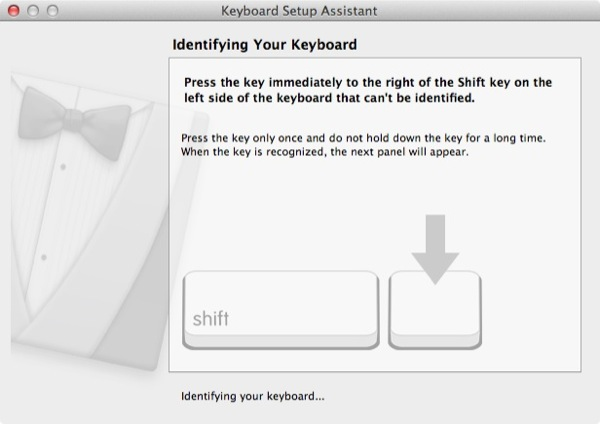 Keyboard Setup Assistant
Identifying Your Keyboard
Press the key immediately to the right of the Shift key on the
left side of the keyboard that can't be identified.
Press the key only once and do not hold down the key for a long time.
When the key is recognized, the next panel will appear.
shift
Identifying your keyboard...